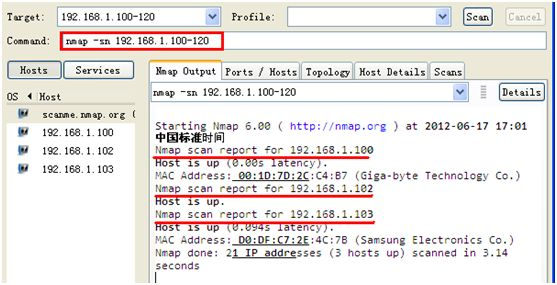 Target: 192.168.1.100-120 Profile: Scan Cancel
Command: nmap -sn 192.168.1.100-120
Hosts Services
Nmap Output Ports / Hosts Topology Host Details Scans
OS Host
nmap -sn 192.168.1.100-120 Details
scanme.nmap.org (
192.168.1.100
192.168.1.102
192.168.1.103
Starting Nmap 6.00 ( http://nmap.org ) at 2012-06-17 17:01
中国标准时间
Nmap scan report for 192.168.1.100
Host is up (0.00s latency).
MAC Address: 00:1D:7D:2C:C4:B7 (Giga-byte Technology Co.)
Nmap scan report for 192.168.1.102
Host is up.
Nmap scan report for 192.168.1.103
Host is up (0.094s latency).
MAC Address: D0:DF:C7:2E:4C:7B (Samsung Electronics Co.)
Nmap done: 21 IP addresses (3 hosts up) scanned in 3.14
seconds